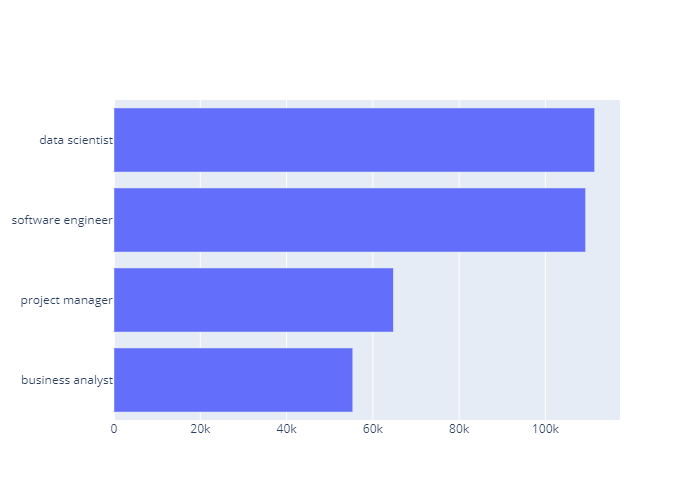 data scientist
software engineer
project manager
business analyst
0 20k 40k 60k 80k 100k